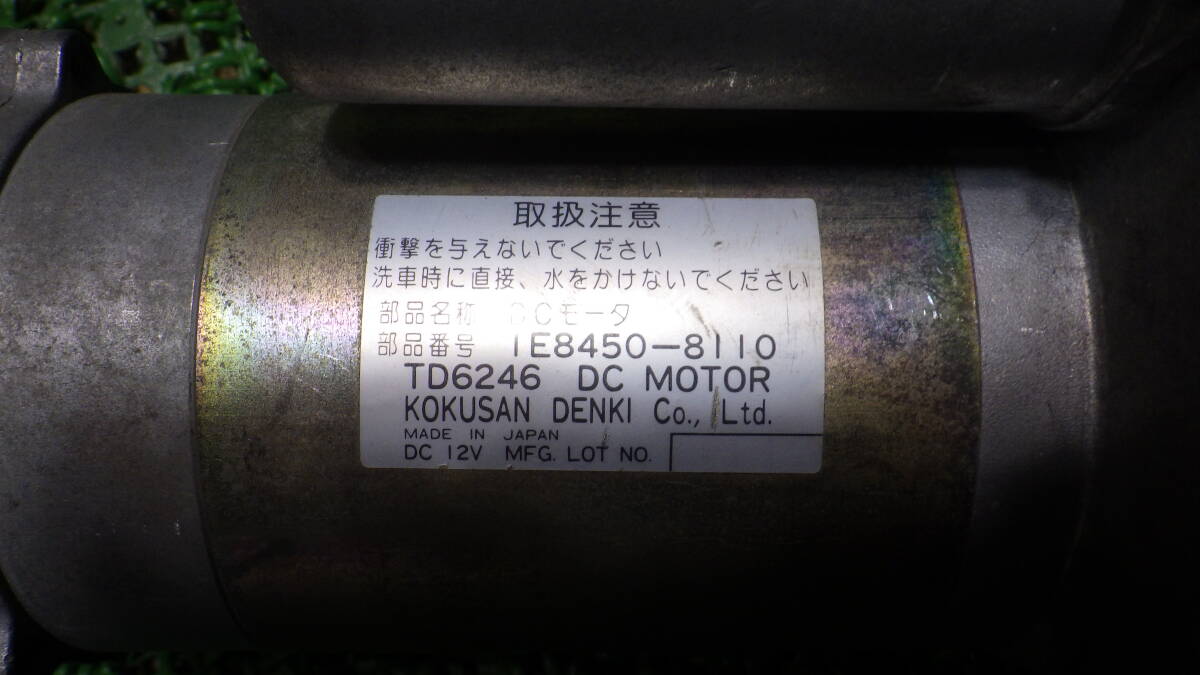 取扱注意
衝撃を与えないでください
洗車時に直接、水をかけないでください
部品名称 DCモータ
部品番号 1E8450-8110
TD6246 DC MOTOR
KOKUSAN DENKI Co., Ltd.
MADE IN JAPAN
DC 12V MFG. LOT NO.